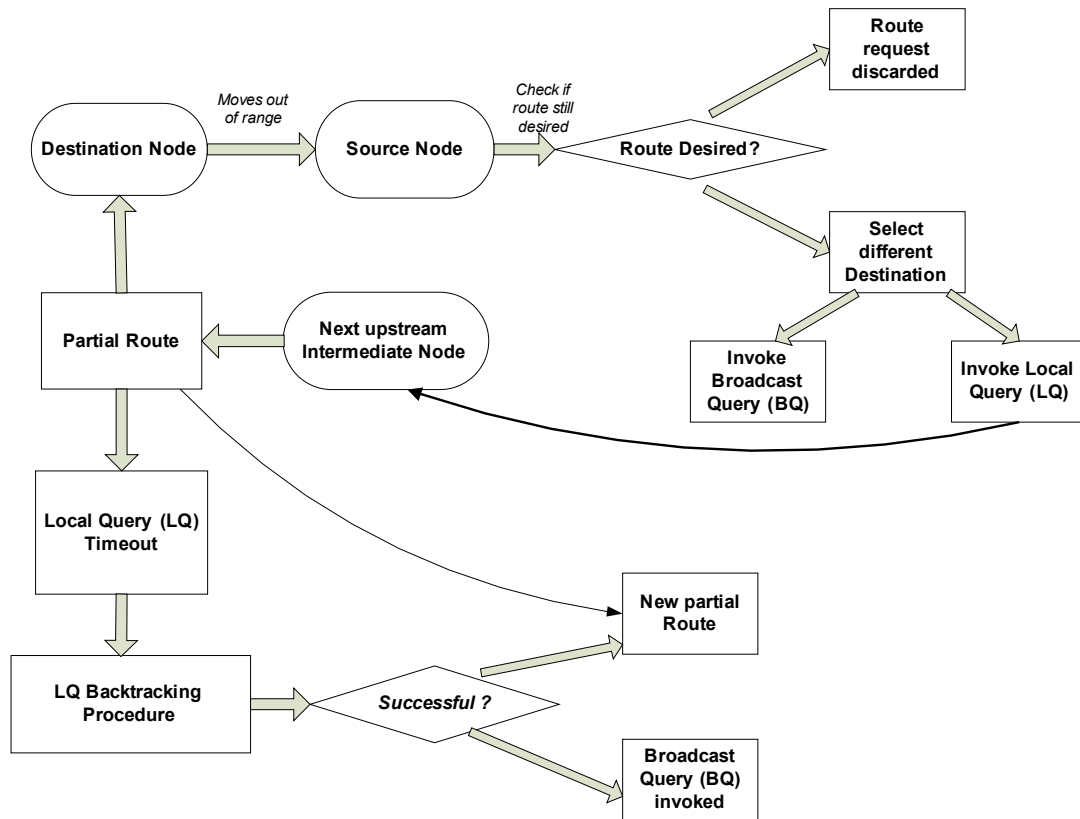 Route
request
discarded
Moves out
of range
Check if
route still
desired
Destination Node
Source Node
Route Desired?
Select
different
Destination
Partial Route
Next upstream
Intermediate Node
Invoke
Broadcast
Query (BQ)
Invoke Local
Query (LQ)
Local Query (LQ)
Timeout
New partial
Route
LQ Backtracking
Procedure
Successful ?
Broadcast
Query (BQ)
invoked